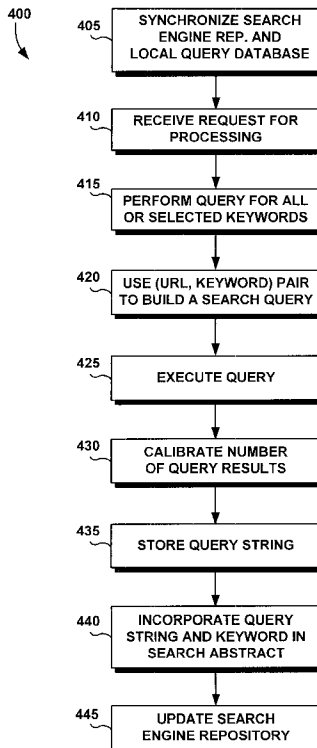 400
405
SYNCHRONIZE SEARCH
ENGINE REP. AND
LOCAL QUERY DATABASE
410
RECEIVE REQUEST FOR
PROCESSING
415
PERFORM QUERY FOR ALL
OR SELECTED KEYWORDS
420
USE (URL, KEYWORD) PAIR
TO BUILD A SEARCH QUERY
425
EXECUTE QUERY
430
CALIBRATE NUMBER
OF QUERY RESULTS
435
STORE QUERY STRING
440
INCORPORATE QUERY
STRING AND KEYWORD IN
SEARCH ABSTRACT
445
UPDATE SEARCH
ENGINE REPOSITORY